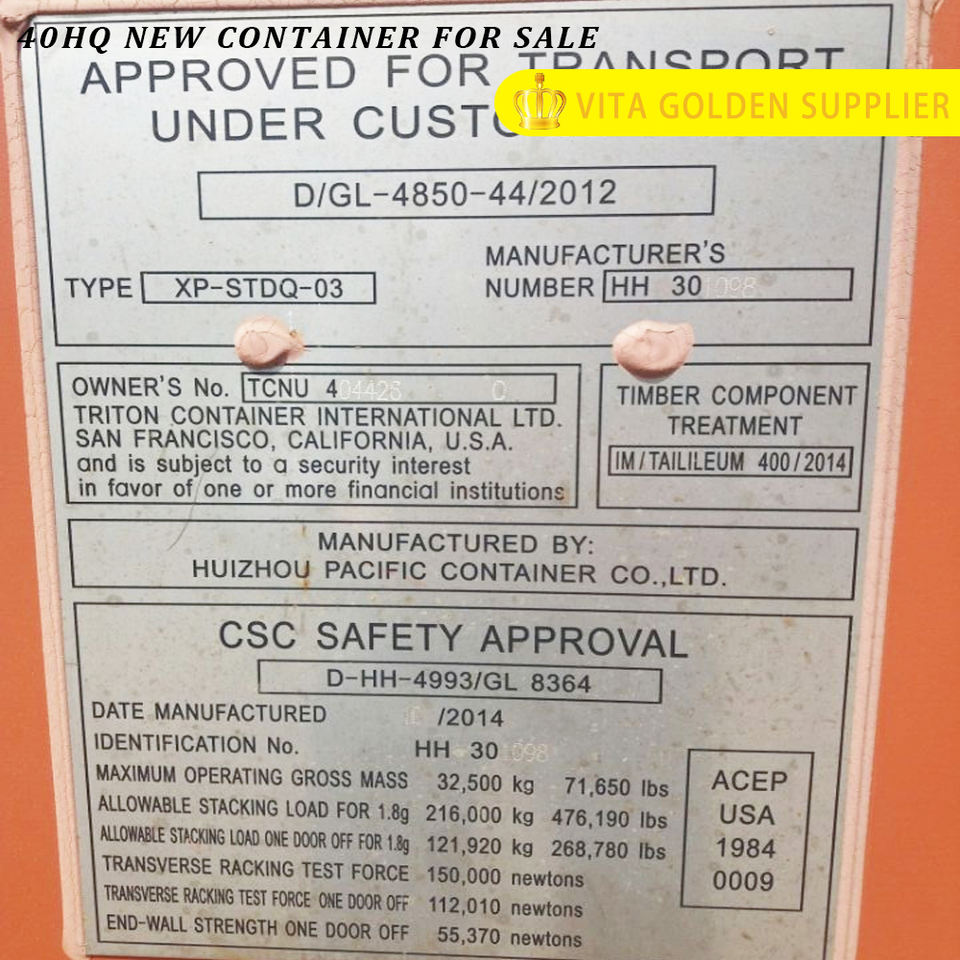 40HQ NEW CONTAINER FOR SALE
APPROVED FOR TRANSPORT
VITA GOLDEN SUPPLIER
UNDER
D/GL-4850-44/2012
MANUFACTURER'S
TYPE XP-STDQ-03
NUMBER HH 301098
OWNER'S No. TCNU 4
TRITON CONTAINER INTERNATIONAL LTD.
SAN FRANCISCO, CALIFORNIA, U.S.A.
and is subject to a security interest
in favor of one or more financial institutions
TIMBER COMPONENT
TREATMENT
IM/TAILILEUM 400/2014
MANUFACTURED BY:
HUIZHOU PACIFIC CONTAINER CO.,LTD.
CSC SAFETY APPROVAL
D-HH-4993/GL 8364
DATE MANUFACTURED /2014
IDENTIFICATION No. HH 301098
MAXIMUM OPERATING GROSS MASS 32,500 kg 71,650 lbs
ALLOWABLE STACKING LOAD FOR 1.8g 216,000 kg 476,190 lbs
ALLOWABLE STACKING LOAD ONE DOOR OFF FOR 1.8g 121,920 kg 268,780 lbs
TRANSVERSE RACKING TEST FORCE 150,000 newtons
TRANSVERSE RACKING TEST FORCE ONE DOOR OFF 112,010 newtons
END-WALL STRENGTH ONE DOOR OFF 55,370 newtons
ACEP
USA
1984
0009